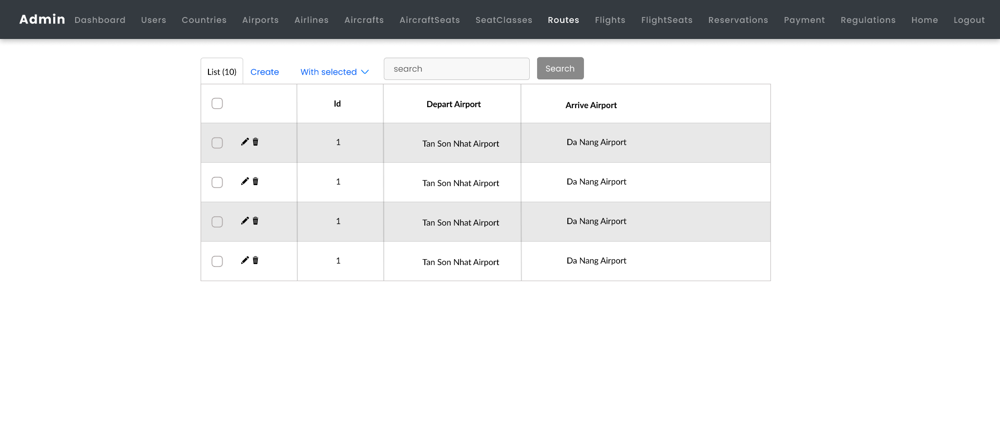 Admin Dashboard Users Countries Airports Airlines Aircrafts AircraftSeats SeatClasses Routes Flights FlightSeats Reservations Payment Regulations Home Logout
List (10) Create With selected search Search
Id Depart Airport Arrive Airport
1 Tan Son Nhat Airport Da Nang Airport
1 Tan Son Nhat Airport Da Nang Airport
1 Tan Son Nhat Airport Da Nang Airport
1 Tan Son Nhat Airport Da Nang Airport